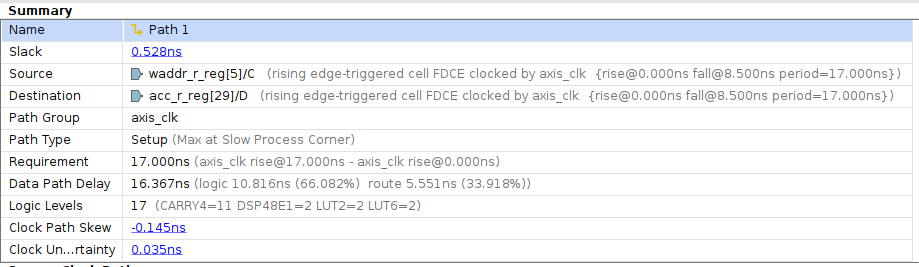 Summary
Name Path 1
Slack 0.528ns
Source waddr_r_reg[5]/C (rising edge-triggered cell FDCE clocked by axis_clk {rise@0.000ns fall@8.500ns period=17.000ns})
Destination acc_r_reg[29]/D (rising edge-triggered cell FDCE clocked by axis_clk {rise@0.000ns fall@8.500ns period=17.000ns})
Path Group axis_clk
Path Type Setup (Max at Slow Process Corner)
Requirement 17.000ns (axis_clk rise@17.000ns - axis_clk rise@0.000ns)
Data Path Delay 16.367ns (logic 10.816ns (66.082%) route 5.551ns (33.918%))
Logic Levels 17 (CARRY4=11 DSP48E1=2 LUT2=2 LUT6=2)
Clock Path Skew -0.145ns
Clock Un...rtainty 0.035ns